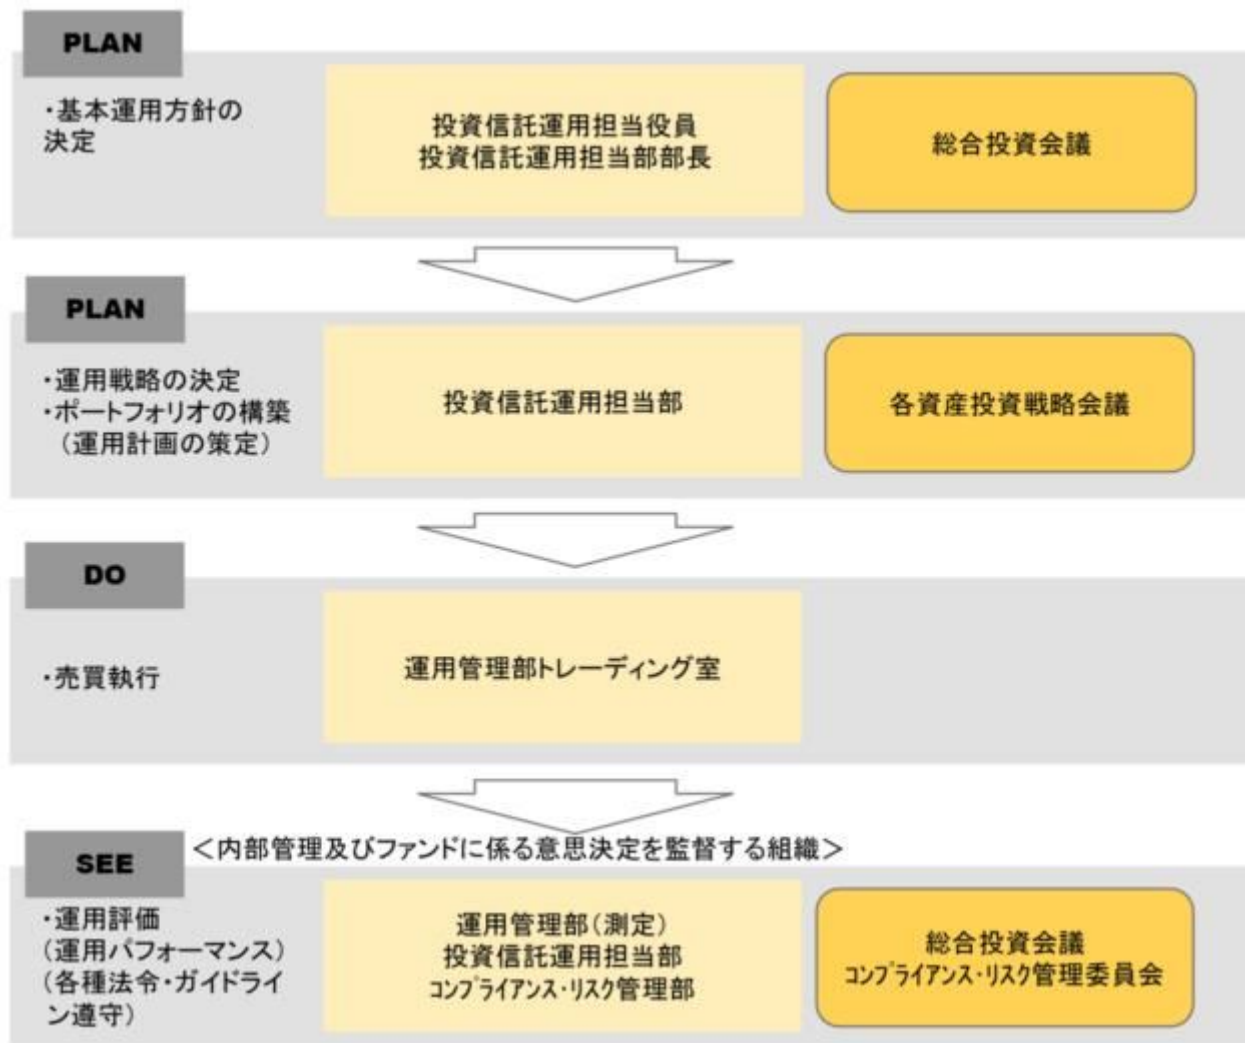 PLAN
・基本運用方針の
決定
投資信託運用担当役員
投資信託運用担当部部長
総合投資会議
PLAN
・運用戦略の決定
・ポートフォリオの構築
（運用計画の策定）
投資信託運用担当部
各資産投資戦略会議
DO
・売買執行
運用管理部トレーディング室
SEE
＜内部管理及びファンドに係る意思決定を監督する組織＞
・運用評価
(運用パフォーマンス)
(各種法令・ガイドライ
ン遵守)
運用管理部（測定）
投資信託運用担当部
ｺﾝﾌﾟﾗｲｱﾝｽ・ﾘｽｸ管理部
総合投資会議
ｺﾝﾌﾟﾗｲｱﾝｽ・ﾘｽｸ管理委員会